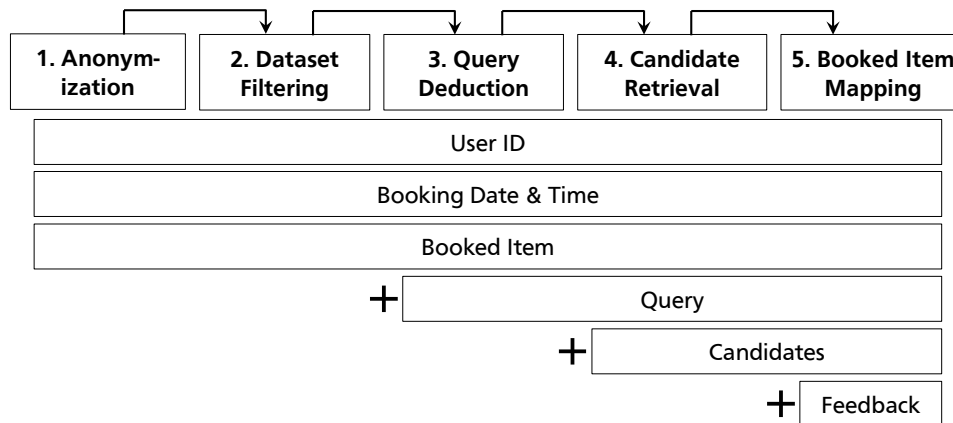 1. Anonym-
ization
2. Dataset
Filtering
3. Query
Deduction
4. Candidate
Retrieval
5. Booked Item
Mapping
User ID
Booking Date & Time
Booked Item
+ Query
+ Candidates
+ Feedback